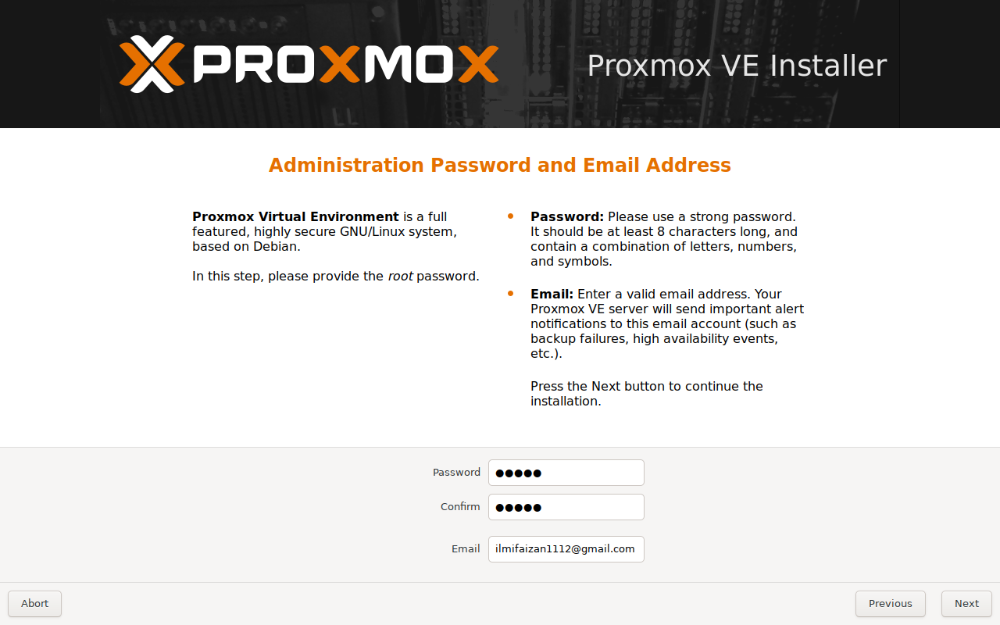 PROXMOX
Proxmox VE Installer
Administration Password and Email Address
Proxmox Virtual Environment is a full
featured, highly secure GNU/Linux system,
based on Debian.
In this step, please provide the root password.
Password: Please use a strong password.
It should be at least 8 characters long, and
contain a combination of letters, numbers,
and symbols.
Email: Enter a valid email address. Your
Proxmox VE server will send important alert
notifications to this email account (such as
backup failures, high availability events,
etc.).
Press the Next button to continue the
installation.
Password ●●●●●
Confirm ●●●●●
Email ilmifaizan1112@gmail.com
Abort Previous Next